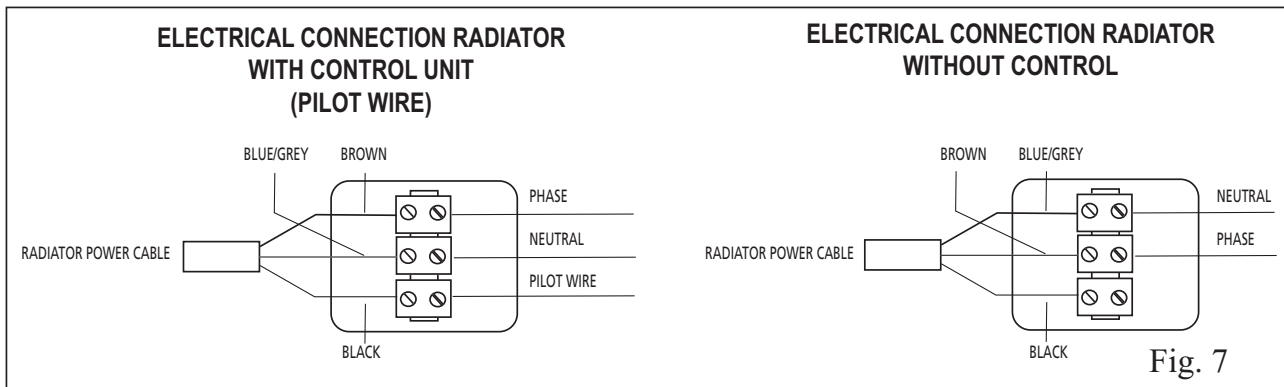 ELECTRICAL CONNECTION RADIATOR
WITH CONTROL UNIT
(PILOT WIRE)
BLUE/GREY
BROWN
PHASE
RADIATOR POWER CABLE
NEUTRAL
PILOT WIRE
BLACK
ELECTRICAL CONNECTION RADIATOR
WITHOUT CONTROL
BROWN
BLUE/GREY
NEUTRAL
RADIATOR POWER CABLE
PHASE
BLACK
Fig. 7